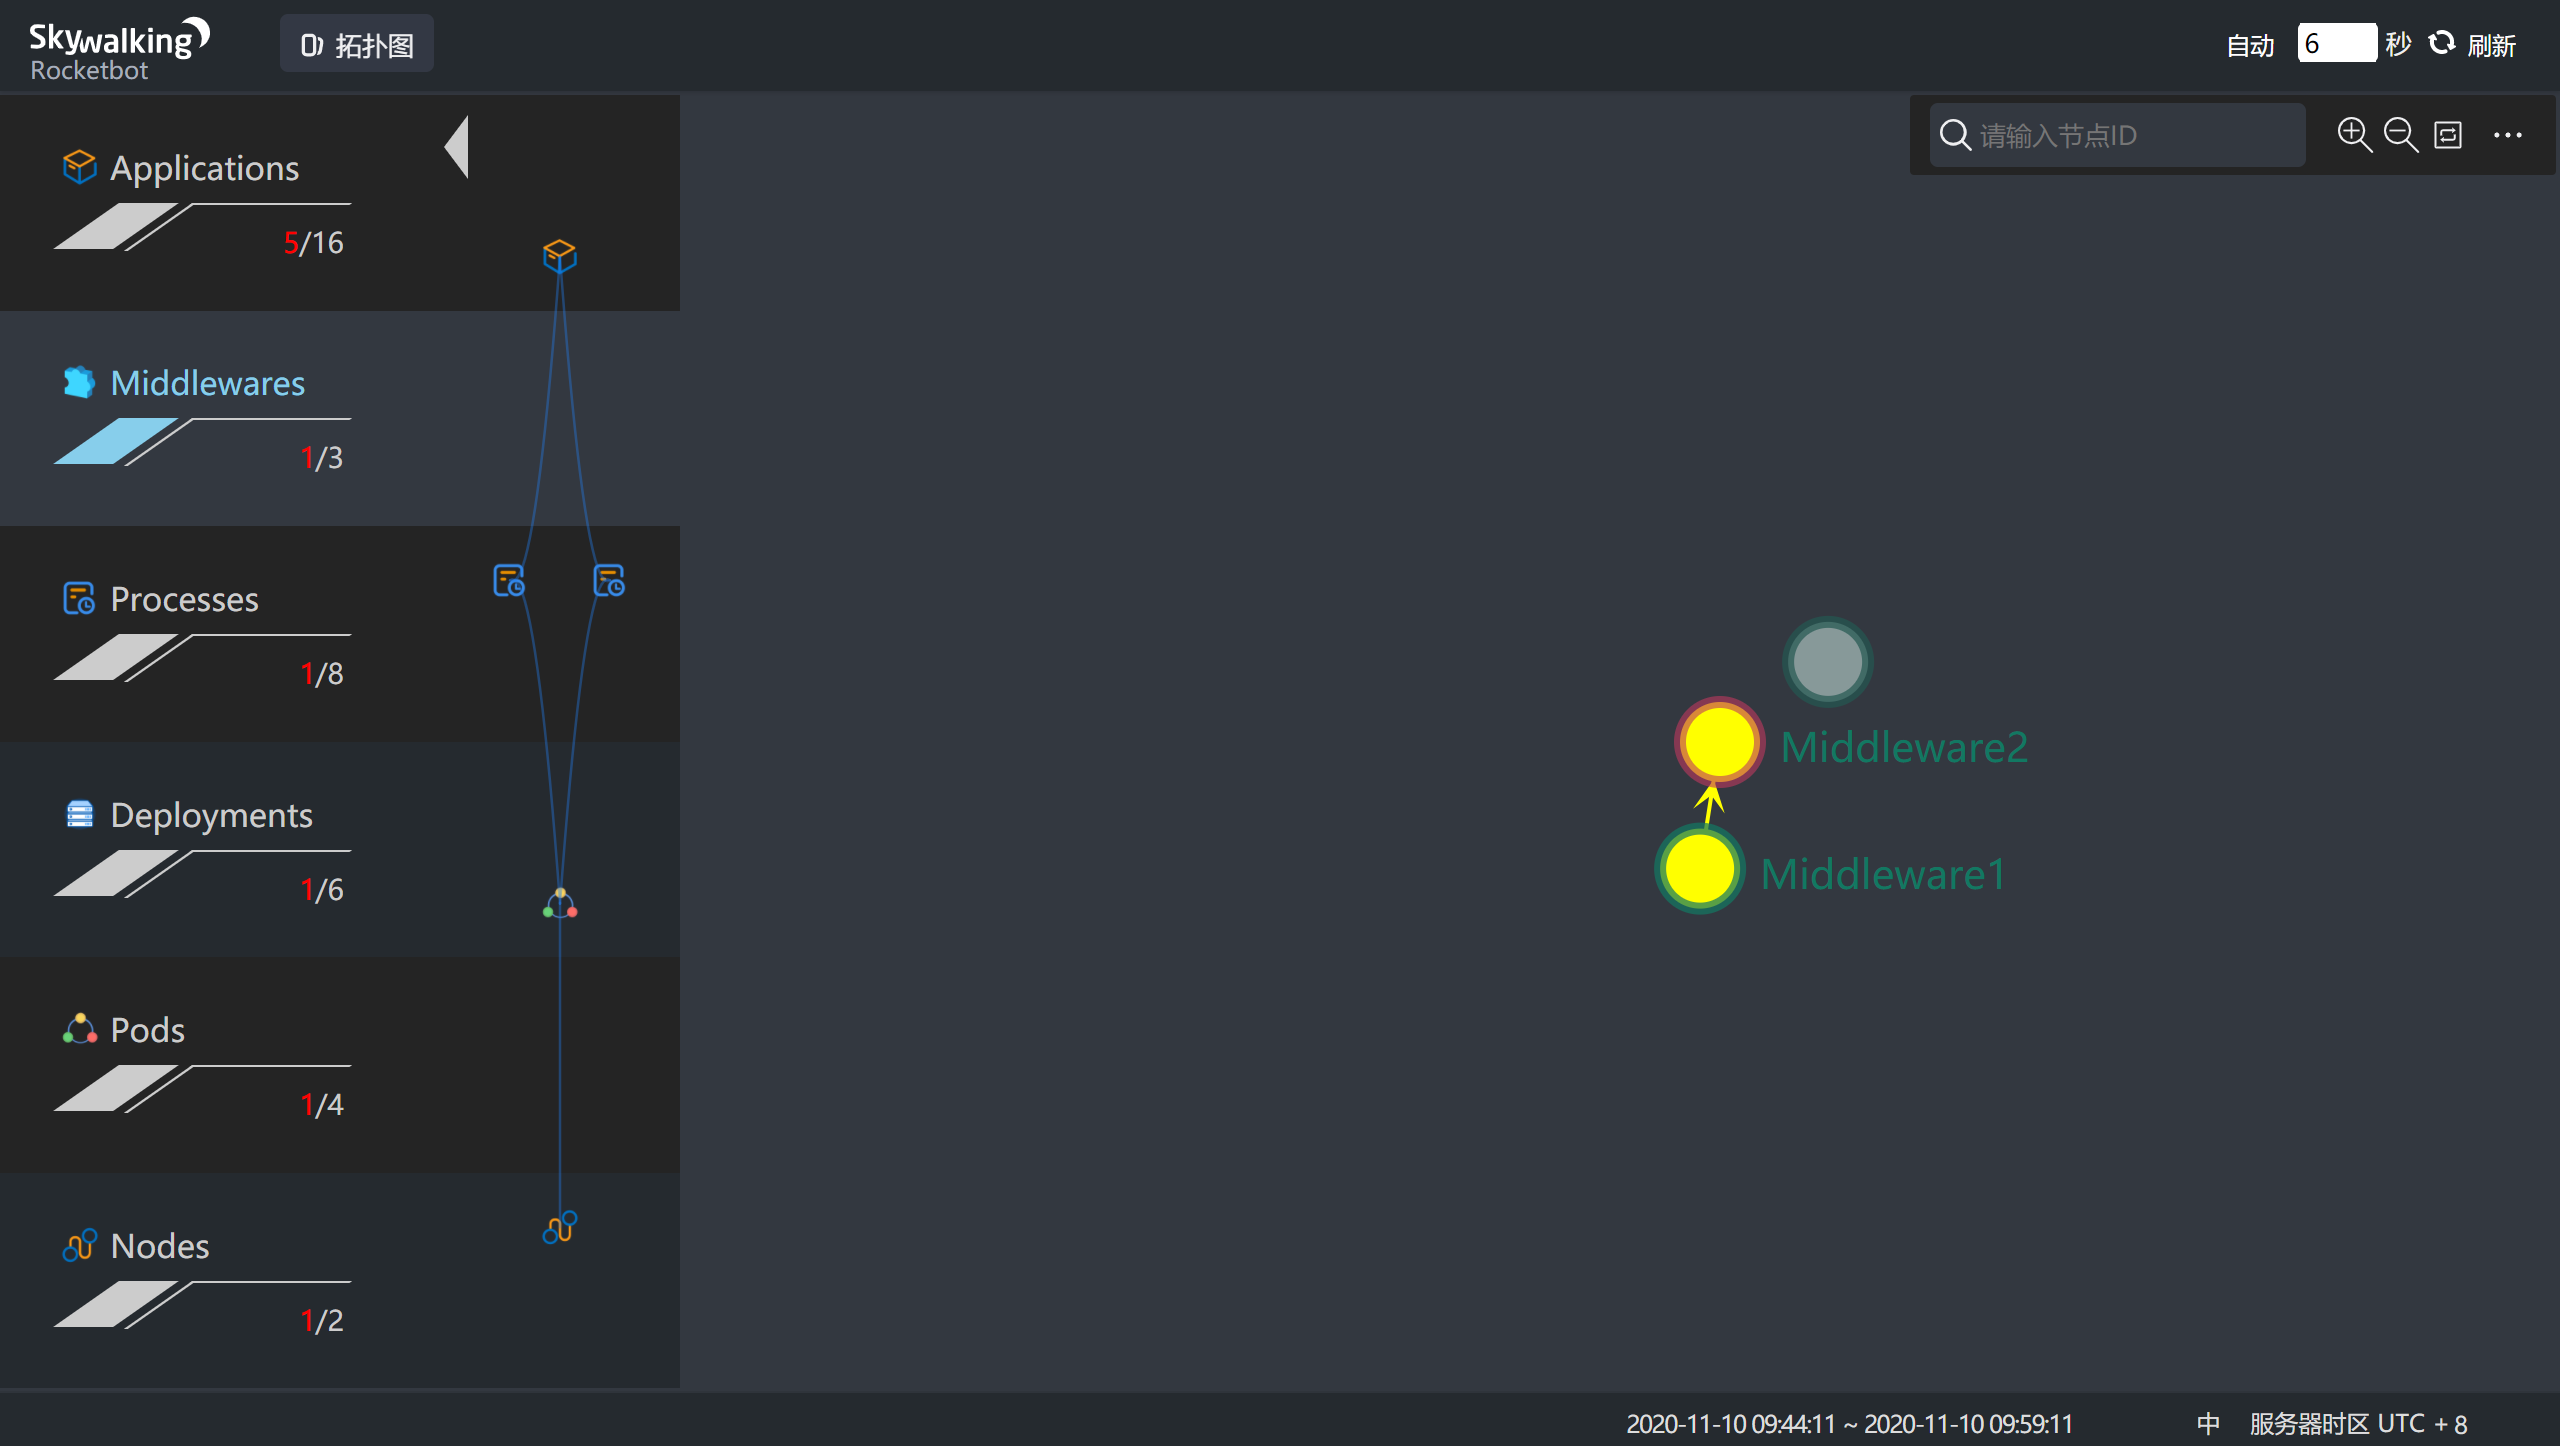 Skywalking
Rocketbot
拓扑图
自动 6 秒 刷新
请输入节点ID
Applications
5/16
Middlewares
1/3
Processes
1/8
Deployments
1/6
Pods
1/4
Nodes
1/2
Middleware2
Middleware1
2020-11-10 09:44:11 ~ 2020-11-10 09:59:11 中 服务器时区 UTC + 8